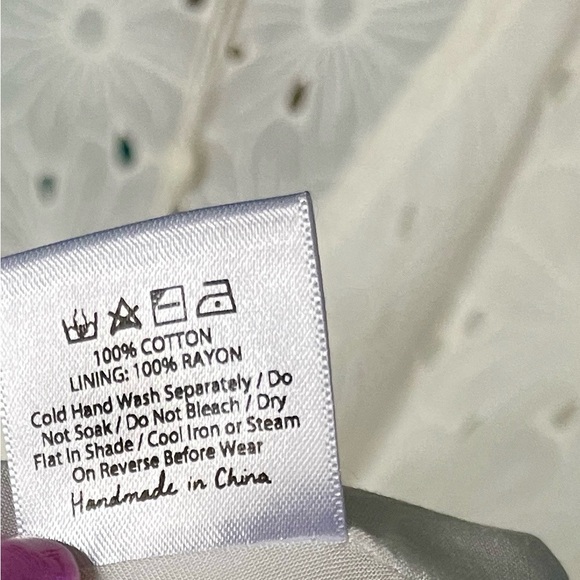 100% COTTON
LINING: 100% RAYON
Cold Hand Wash Separately / Do
Not Soak / Do Not Bleach / Dry
Flat In Shade / Cool Iron or Steam
On Reverse Before Wear
Handmade in China